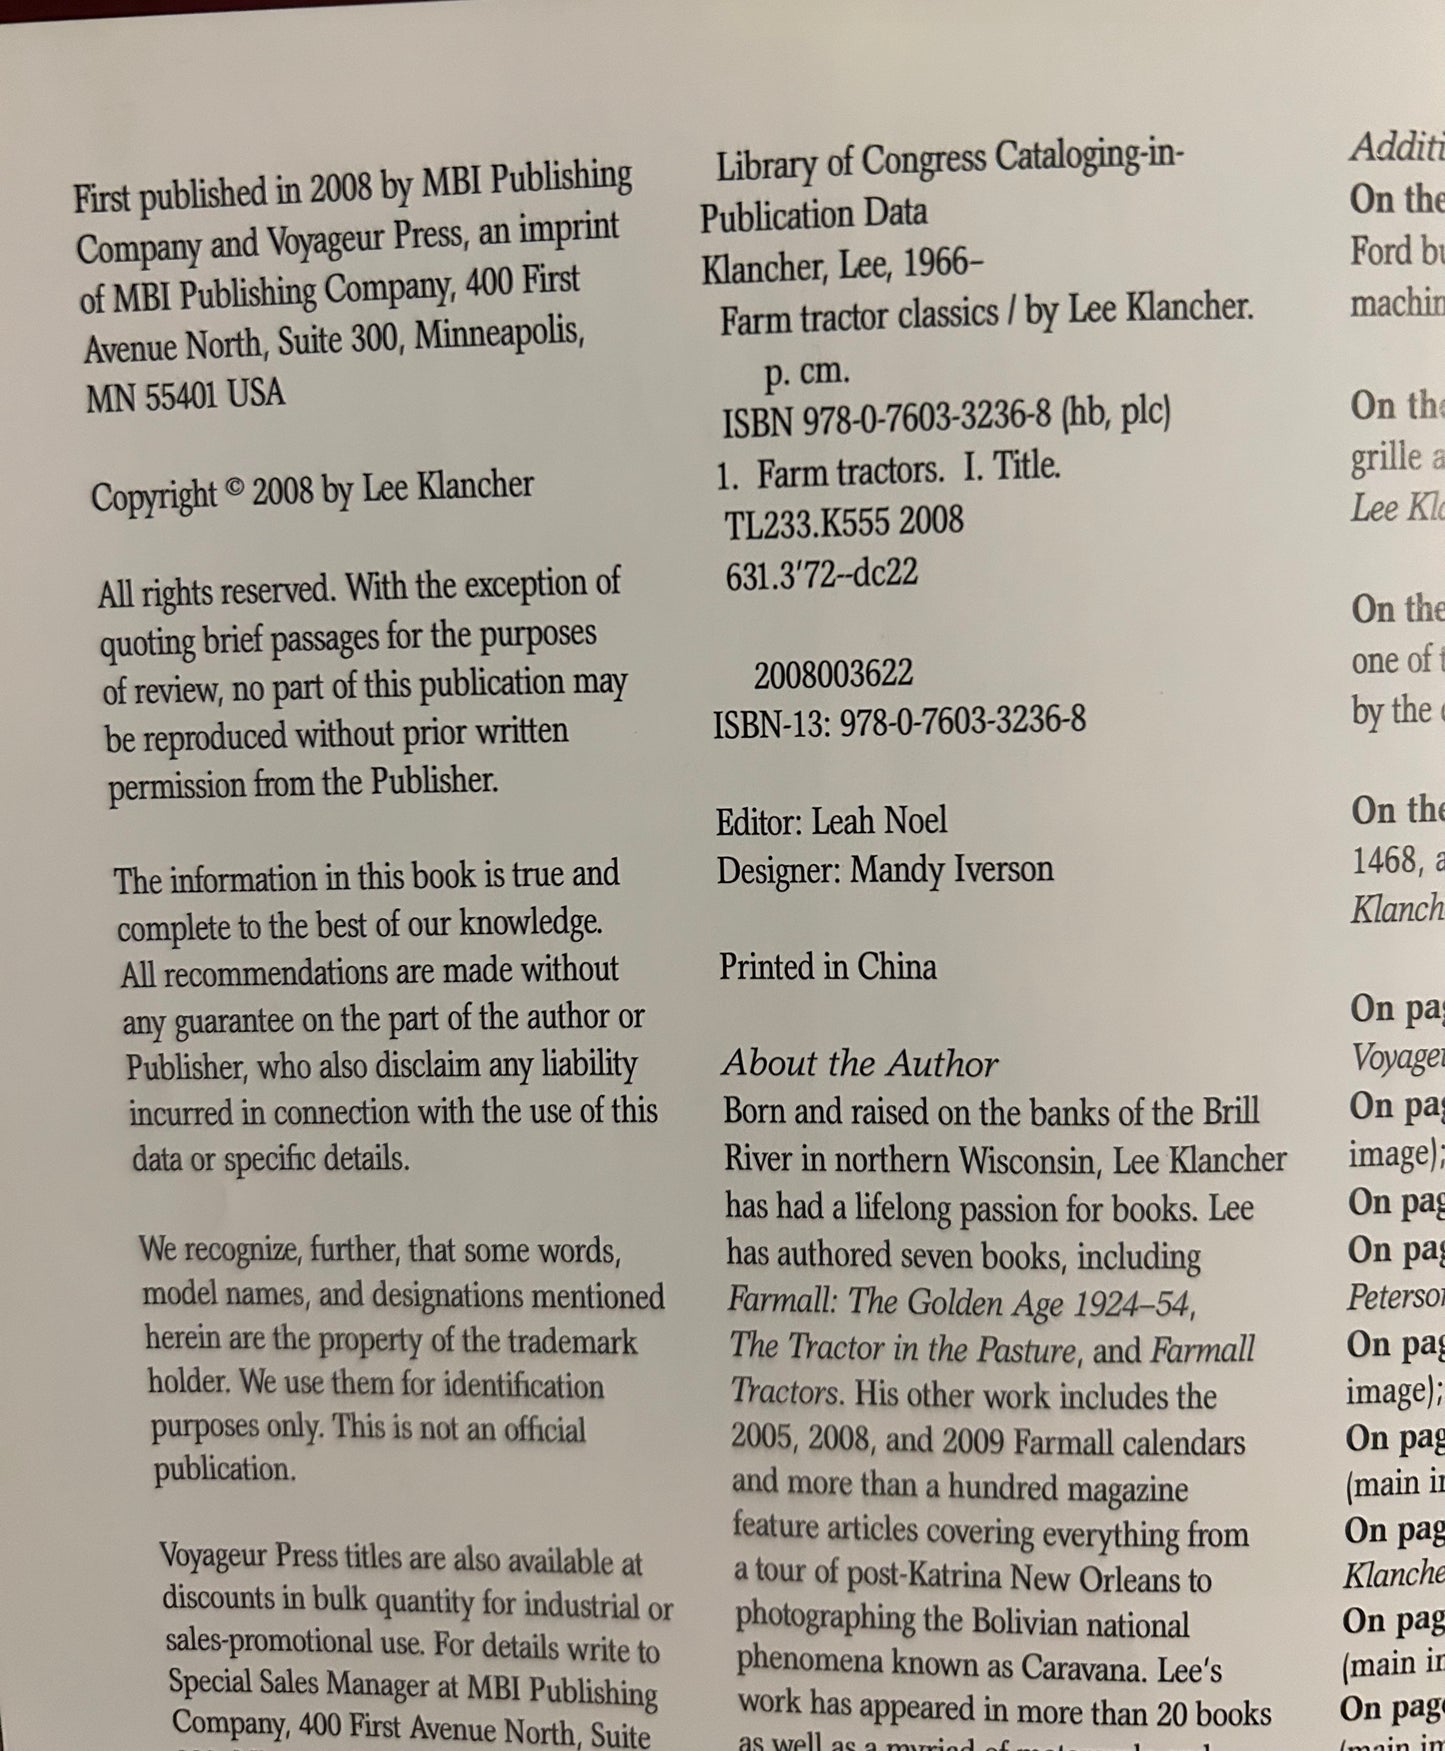 First published in 2008 by MBI Publishing
Company and Voyageur Press, an imprint
of MBI Publishing Company, 400 First
Avenue North, Suite 300, Minneapolis,
MN 55401 USA
Copyright © 2008 by Lee Klancher
All rights reserved. With the exception of
quoting brief passages for the purposes
of review, no part of this publication may
be reproduced without prior written
permission from the Publisher.
The information in this book is true and
complete to the best of our knowledge.
All recommendations are made without
any guarantee on the part of the author or
Publisher, who also disclaim any liability
incurred in connection with the use of this
data or specific details.
We recognize, further, that some words,
model names, and designations mentioned
herein are the property of the trademark
holder. We use them for identification
purposes only. This is not an official
publication.
Voyageur Press titles are also available at
discounts in bulk quantity for industrial or
sales-promotional use. For details write to
Special Sales Manager at MBI Publishing
Company, 400 First Avenue North, Suite
Library of Congress Cataloging-in-
Publication Data
Klancher, Lee, 1966–
Farm tractor classics / by Lee Klancher.
p. cm.
ISBN 978-0-7603-3236-8 (hb, plc)
1. Farm tractors. I. Title.
TL233.K555 2008
631.3'72--dc22
2008003622
ISBN-13: 978-0-7603-3236-8
Editor: Leah Noel
Designer: Mandy Iverson
Printed in China
About the Author
Born and raised on the banks of the Brill
River in northern Wisconsin, Lee Klancher
has had a lifelong passion for books. Lee
has authored seven books, including
Farmall: The Golden Age 1924–54,
The Tractor in the Pasture, and Farmall
Tractors. His other work includes the
2005, 2008, and 2009 Farmall calendars
and more than a hundred magazine
feature articles covering everything from
a tour of post-Katrina New Orleans to
photographing the Bolivian national
phenomena known as Caravana. Lee's
work has appeared in more than 20 books
as well as a myriad of
On the
Ford
On
grille
Lee
On the
one of
by the
On the
1468,
On
On
image);
On
On
On
image);
On
(main
On
On
(main
On
(main